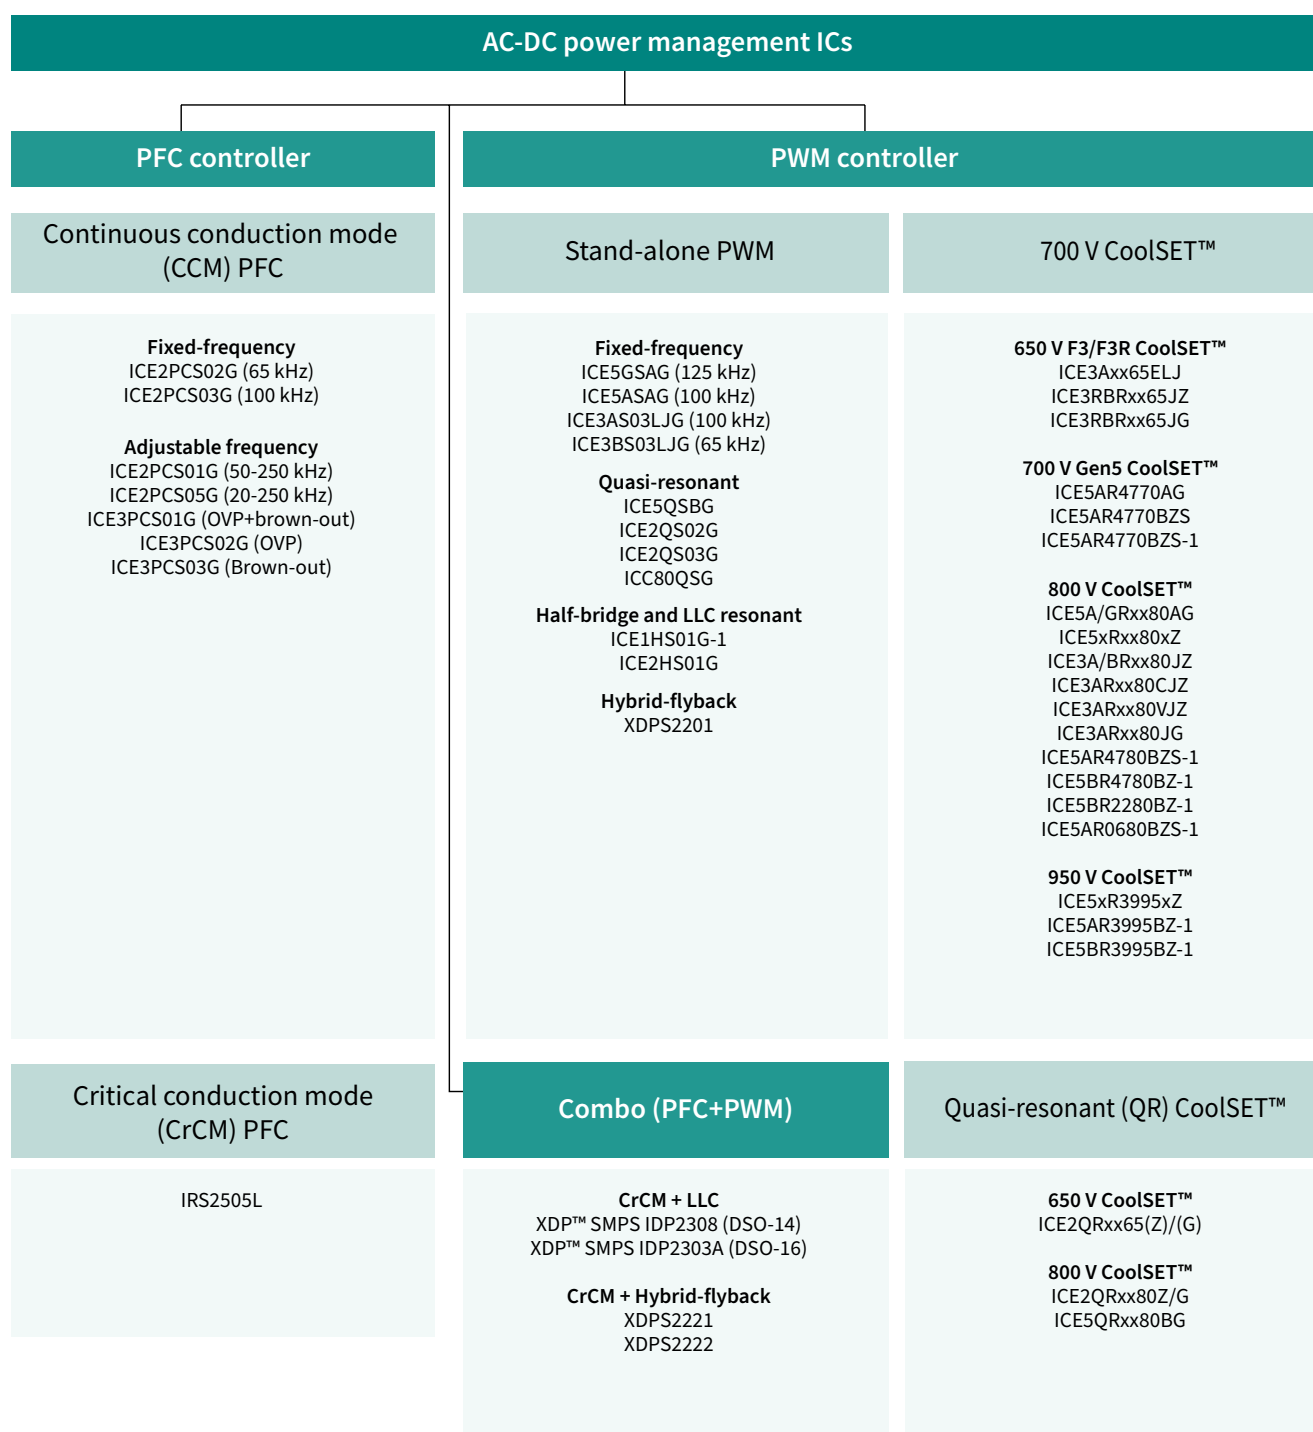 AC-DC power management ICs
PFC controller
Continuous conduction mode
(CCM) PFC
Fixed-frequency
ICE2PCS02G (65 kHz)
ICE2PCS03G (100 kHz)
Adjustable frequency
ICE2PCS01G (50-250 kHz)
ICE2PCS05G (20-250 kHz)
ICE3PCS01G (OVP+brown-out)
ICE3PCS02G (OVP)
ICE3PCS03G (Brown-out)
Critical conduction mode
(CrCM) PFC
IRS2505L
PWM controller
Stand-alone PWM
Fixed-frequency
ICE5GSAG (125 kHz)
ICE5ASAG (100 kHz)
ICE3AS03LJG (100 kHz)
ICE3BS03LJG (65 kHz)
Quasi-resonant
ICE5QSBG
ICE2QS02G
ICE2QS03G
ICC80QSG
Half-bridge and LLC resonant
ICE1HS01G-1
ICE2HS01G
Hybrid-flyback
XDPS2201
700 V CoolSET™
650 V F3/F3R CoolSET™
ICE3Axx65ELJ
ICE3RBRxx65JZ
ICE3RBRxx65JG
700 V Gen5 CoolSET™
ICE5AR4770AG
ICE5AR4770BZS
ICE5AR4770BZS-1
800 V CoolSET™
ICE5A/GRxx80AG
ICE5xRxx80xZ
ICE3A/BRxx80JZ
ICE3ARxx80CJZ
ICE3ARxx80VJZ
ICE3ARxx80JG
ICE5AR4780BZS-1
ICE5BR4780BZ-1
ICE5BR2280BZ-1
ICE5AR0680BZS-1
950 V CoolSET™
ICE5xR3995xZ
ICE5AR3995BZ-1
ICE5BR3995BZ-1
Combo (PFC+PWM)
CrCM + LLC
XDP™ SMPS IDP2308 (DSO-14)
XDP™ SMPS IDP2303A (DSO-16)
CrCM + Hybrid-flyback
XDPS2221
XDPS2222
Quasi-resonant (QR) CoolSET™
650 V CoolSET™
ICE2QRxx65(Z)/(G)
800 V CoolSET™
ICE2QRxx80Z/G
ICE5QRxx80BG